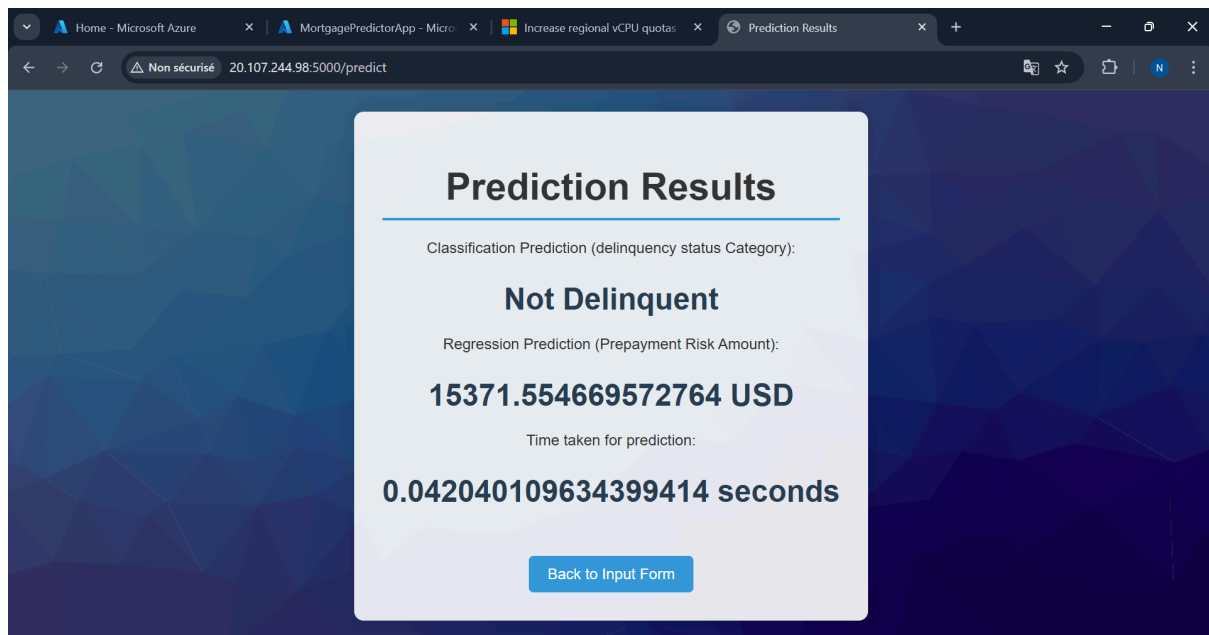 Home - Microsoft Azure
MortgagePredictorApp - Micro
Increase regional vCPU quotas
Prediction Results
Non sécurisé
20.107.244.98:5000/predict
N
Prediction Results
Classification Prediction (delinquency status Category):
Not Delinquent
Regression Prediction (Prepayment Risk Amount):
15371.554669572764 USD
Time taken for prediction:
0.042040109634399414 seconds
Back to Input Form